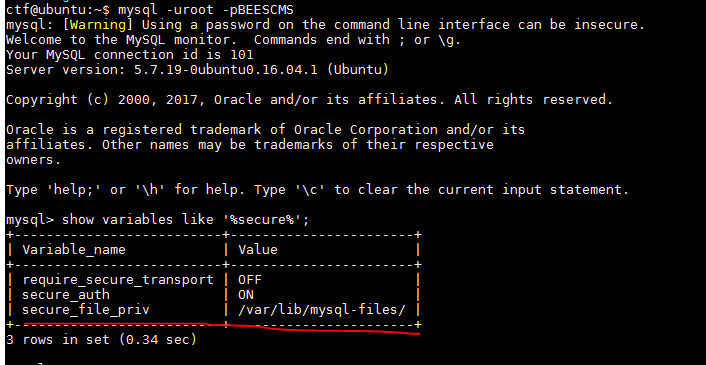 ctf@ubuntu:~$ mysql -uroot -pBEESCMS
mysql: [Warning] Using a password on the command line interface can be insecure.
Welcome to the MySQL monitor.  Commands end with ; or \g.
Your MySQL connection id is 101
Server version: 5.7.19-0ubuntu0.16.04.1 (Ubuntu)
Copyright (c) 2000, 2017, Oracle and/or its affiliates. All rights reserved.
Oracle is a registered trademark of Oracle Corporation and/or its
affiliates. Other names may be trademarks of their respective
owners.
Type 'help;' or '\h' for help. Type '\c' to clear the current input statement.
mysql> show variables like '%secure%';
+--------------------------+-----------------------+
| Variable_name            | Value                 |
+--------------------------+-----------------------+
| require_secure_transport | OFF                   |
| secure_auth              | ON                    |
| secure_file_priv         | /var/lib/mysql-files/ |
+--------------------------+-----------------------+
3 rows in set (0.34 sec)